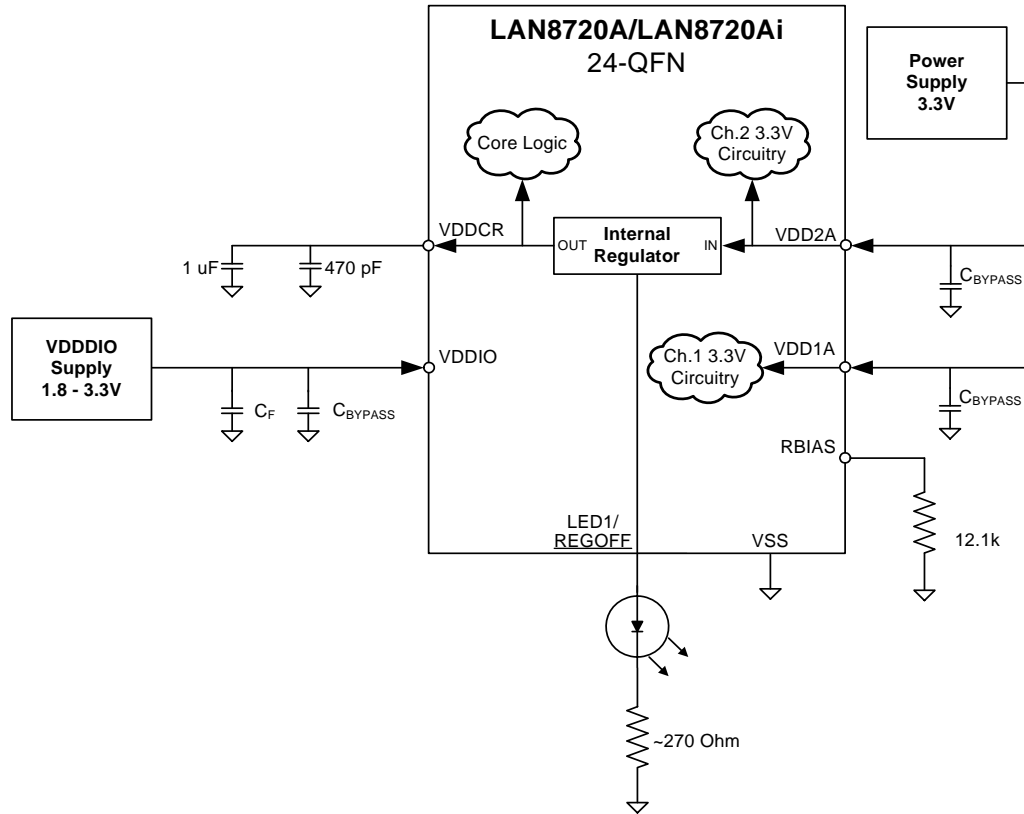 LAN8720A/LAN8720Ai
24-QFN
Power
Supply
3.3V
Core Logic
Ch.2 3.3V
Circuitry
VDDCR
OUT
Internal
Regulator
IN
VDD2A
1 uF
470 pF
CBYPASS
VDDDIO
Supply
1.8 - 3.3V
VDDIO
Ch.1 3.3V
Circuitry
VDD1A
CF
CBYPASS
CBYPASS
RBIAS
12.1k
LED1/
REGOFF
VSS
~270 Ohm